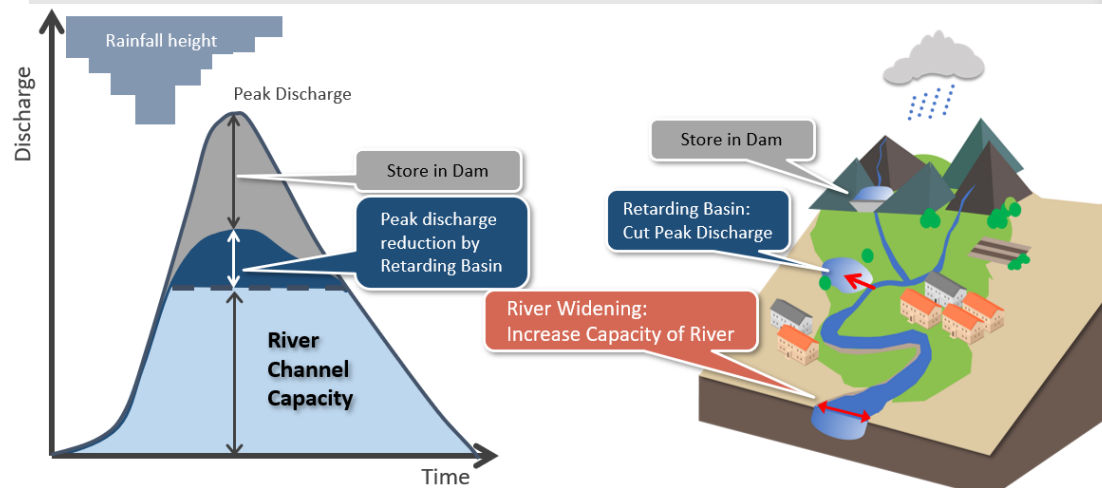 Rainfall height
Discharge
Peak Discharge
Store in Dam
Peak discharge
reduction by
Retarding Basin
River
Channel
Capacity
Time
Store in Dam
Retarding Basin:
Cut Peak Discharge
River Widening:
Increase Capacity of River